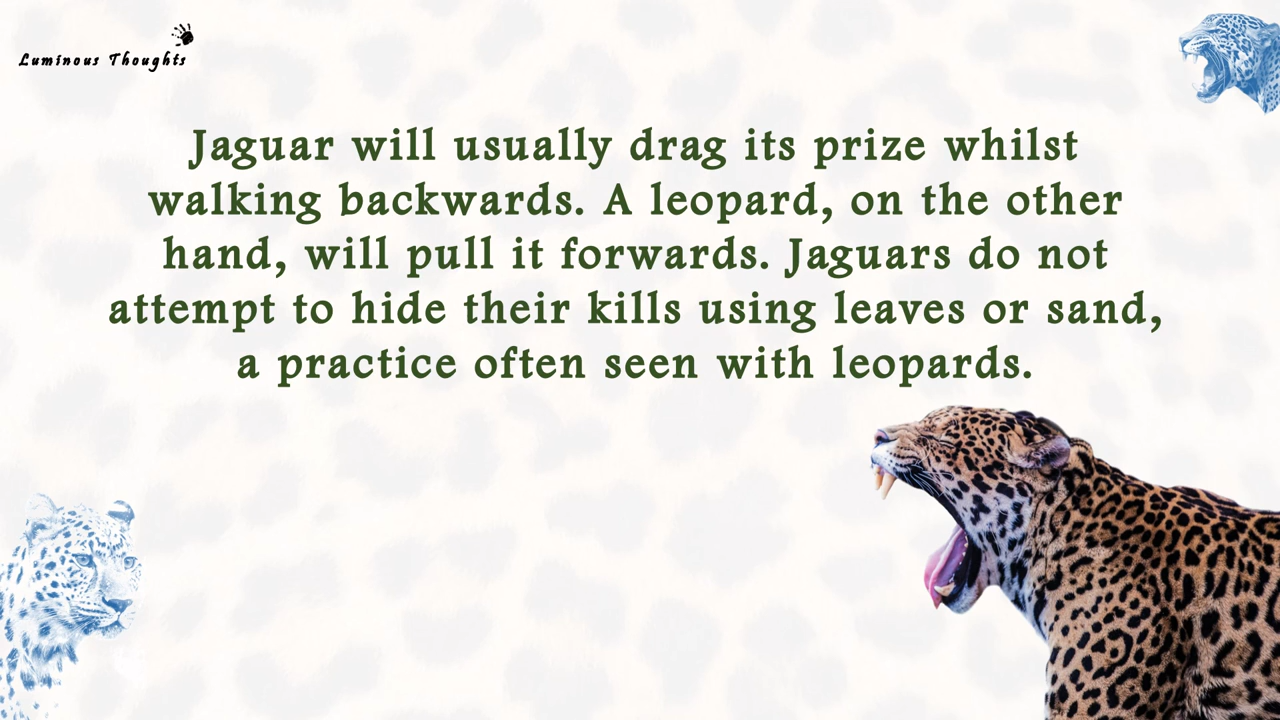 Luminous Thoughts
Jaguar will usually drag its prize whilst
walking backwards. A leopard, on the other
hand, will pull it forwards. Jaguars do not
attempt to hide their kills using leaves or sand,
a practice often seen with leopards.